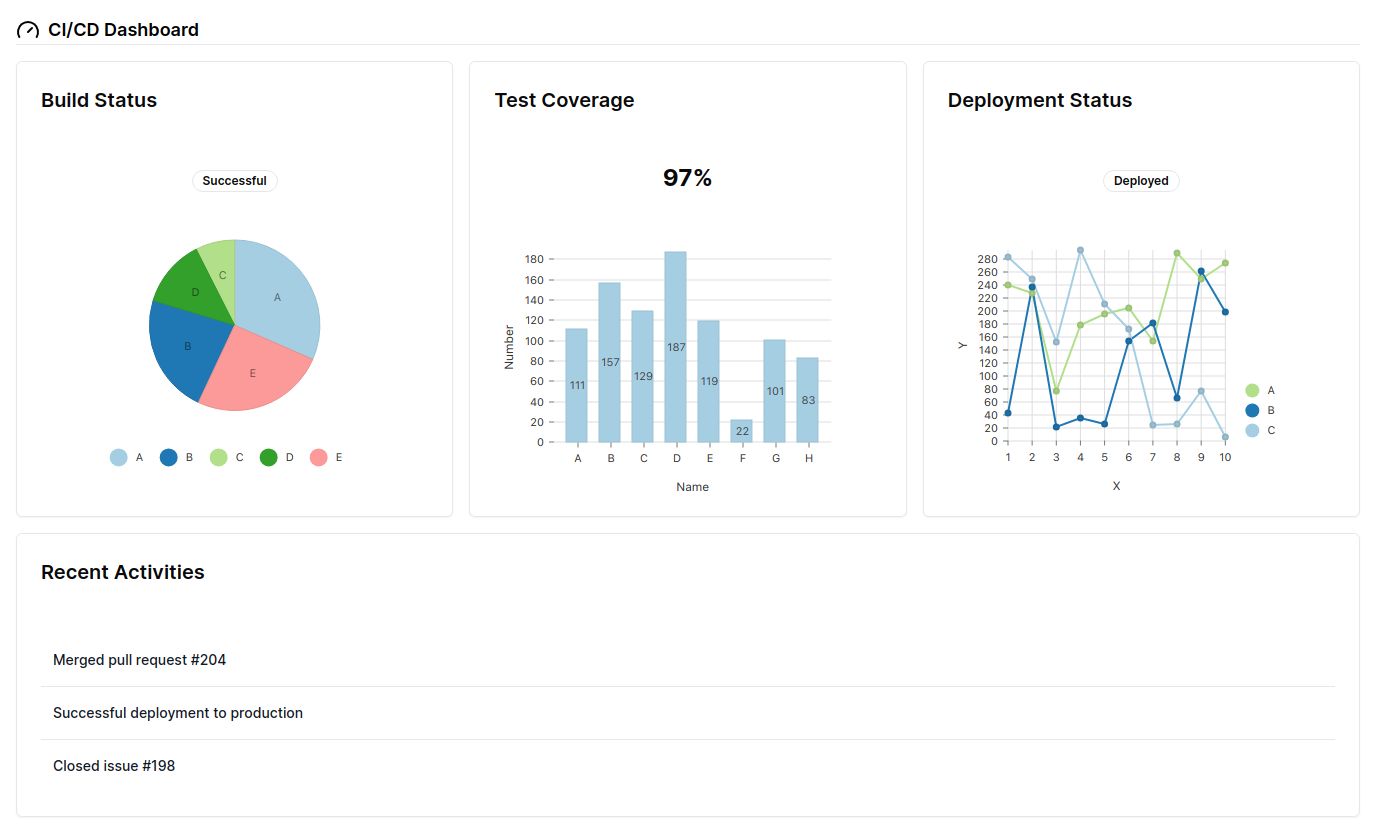 CI/CD Dashboard
Build Status
Successful
A
B
C
D
E
A B C D E
Test Coverage
97%
Number
180
160
140
120
100
80
60
40
20
0
111
157
129
187
119
22
101
83
A B C D E F G H
Name
Deployment Status
Deployed
Y
280
260
240
220
200
180
160
140
120
100
80
60
40
20
0
1 2 3 4 5 6 7 8 9 10
X
A
B
C
Recent Activities
Merged pull request #204
Successful deployment to production
Closed issue #198